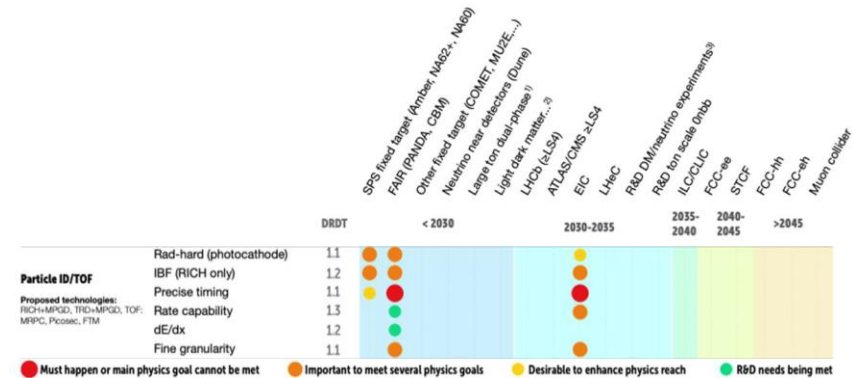 SPS fixed target (Amber, NA62+, NA60)
FAIR (PANDA, CBM)
Other fixed target (COMET, MU2E,...)
Neutrino near detectors (Dune)
Large ton dual-phase 1)
Light dark matter... 2)
LHCb (≥LS4)
ATLAS/CMS ≥LS4
EIC
LHeC
R&D DM/neutrino experiments3)
R&D ton scale 0nbb
ILC/CLIC
FCC-ee
STCF
FCC-hh
FCC-eh
Muon collider
DRDT
< 2030
2030-2035
2035-
2040
2040-
2045
>2045
Particle ID/TOF
Proposed technologies:
RICH+MPGD, TRD+MPGD, TOF:
MRPC, Picosec, FTM
Rad-hard (photocathode) 1.1
IBF (RICH only) 1.2
Precise timing 1.1
Rate capability 1.3
dE/dx 1.2
Fine granularity 1.1
Must happen or main physics goal cannot be met
Important to meet several physics goals
Desirable to enhance physics reach
R&D needs being met